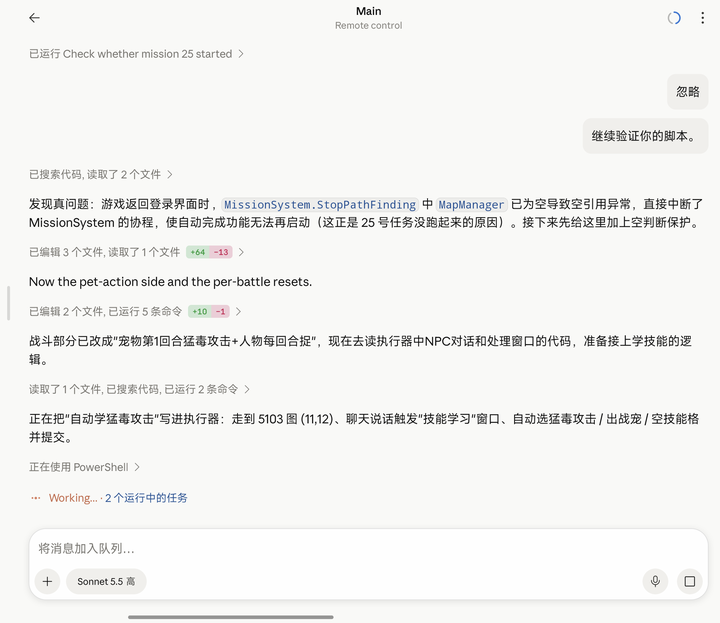 Main
Remote control
已运行 Check whether mission 25 started
忽略
继续验证你的脚本。
已搜索代码, 读取了 2 个文件
发现真问题：游戏返回登录界面时， MissionSystem.StopPathFinding 中 MapManager 已为空导致空引用异常，直接中断了
MissionSystem 的协程，使自动完成功能无法再启动（这正是 25 号任务没跑起来的原因）。接下来先给这里加上空判断保护。
已编辑 3 个文件, 读取了 1 个文件 +64 −13
Now the pet-action side and the per-battle resets.
已编辑 2 个文件, 已运行 5 条命令 +10 −1
战斗部分已改成"宠物第1回合猛毒攻击+人物每回合捉"，现在去读执行器中NPC对话和处理窗口的代码，准备接上学技能的逻
辑。
读取了 1 个文件, 已搜索代码, 已运行 2 条命令
正在把"自动学猛毒攻击"写进执行器：走到 5103 图 (11,12)、聊天说话触发"技能学习"窗口、自动选猛毒攻击 / 出战宠 / 空技能格
并提交。
正在使用 PowerShell
Working... · 2 个运行中的任务
将消息加入队列...
Sonnet 5.5 高